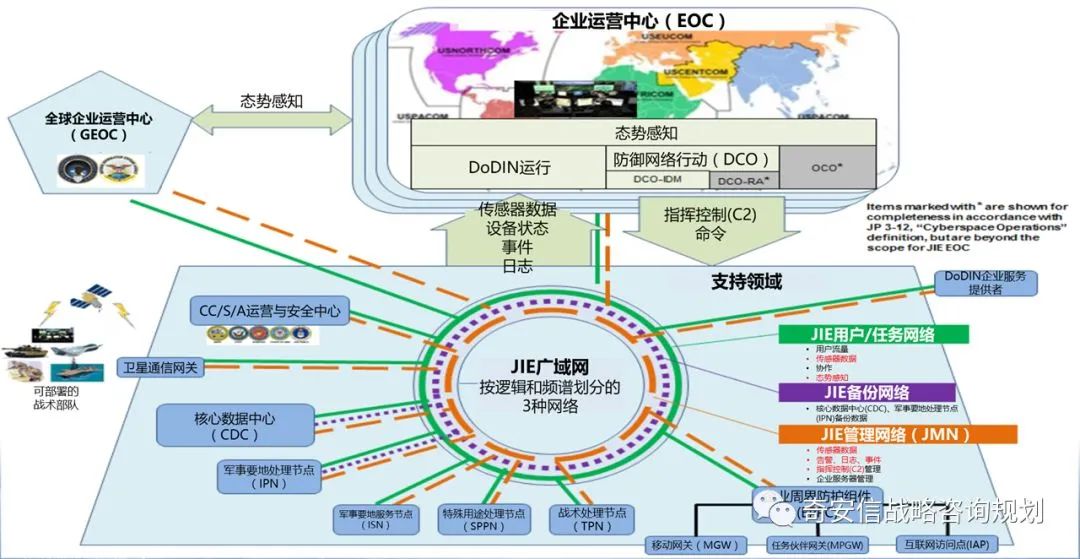 企业运营中心（EOC）
USNORTHCOM
USEUCOM
USCENTCOM
USPACOM
FRICOM
USPAC
全球企业运营中心
（GEOC）
态势感知
态势感知
DoDIN运行
防御网络行动（DCO）
DCO-IDM
DCO-RA*
OCO*
传感器数据
设备状态
事件
日志
指挥控制(C2)
命令
Items marked with * are shown for
completeness in accordance with
JP 3-12, “Cyberspace Operations”
definition, but are beyond the
scope for JIE EOC
支持领域
DoDIN企业服务
提供者
CC/S/A运营与安全中心
卫星通信网关
可部署的
战术部队
核心数据中心
（CDC）
军事要地处理节点
（IPN）
军事要地服务节点
（ISN）
特殊用途处理节点
（SPPN）
战术处理节点
（TPN）
JIE广域网
按逻辑和频谱划分的
3种网络
JIE用户/任务网络
• 用户流量
• 传感器数据
• 协作
• 态势感知
JIE备份网络
• 核心数据中心(CDC)、军事要地处理节点
(IPN)备份数据
JIE管理网络（JMN）
• 传感器数据
• 告警、日志、事件
• 指挥控制(C2)管理
• 企业服务器管理
业周界防护组件
移动网关（MGW）
任务伙伴网关(MPGW)
互联网访问点(IAP)
奇安信战略咨询规划